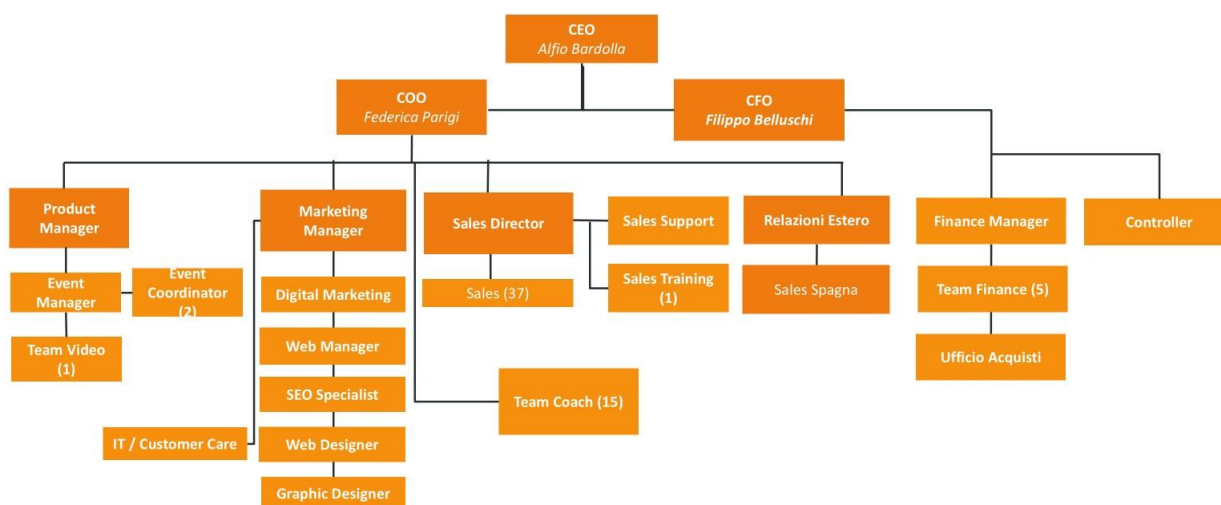 CEO
Alfio Bardolla
COO
Federica Parigi
CFO
Filippo Belluschi
Product
Manager
Marketing
Manager
Sales Director
Sales Support
Relazioni Estero
Finance Manager
Controller
Event
Manager
Event
Coordinator
(2)
Digital Marketing
Sales (37)
Sales Training
(1)
Sales Spagna
Team Finance (5)
Team Video
(1)
Web Manager
Ufficio Acquisti
SEO Specialist
Team Coach (15)
IT / Customer Care
Web Designer
Graphic Designer